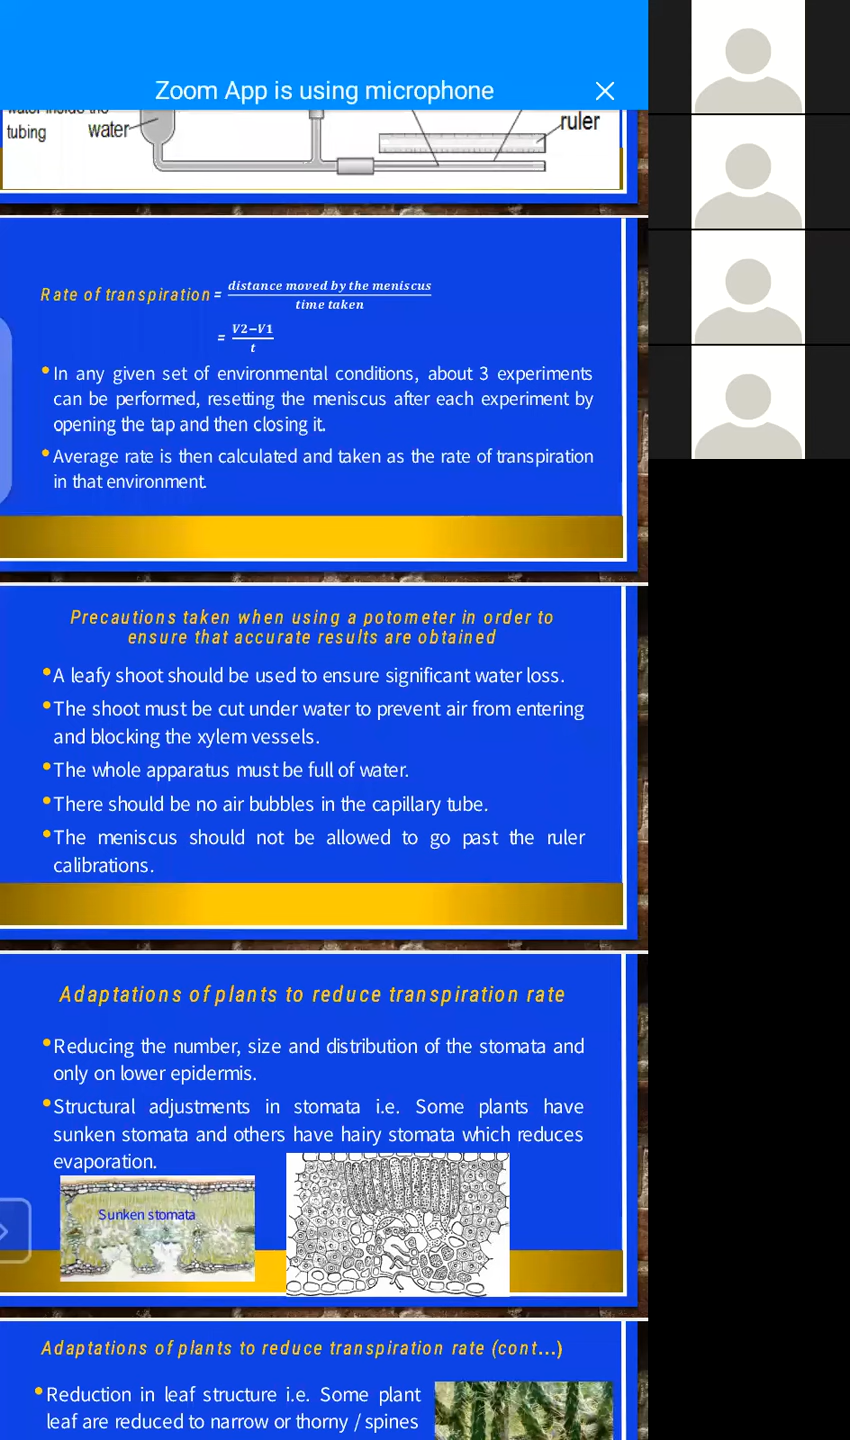 Zoom App is using microphone
water inside the
tubing
water
ruler
Rate of transpiration = distance moved by the meniscus
time taken
= V2−V1
t
• In any given set of environmental conditions, about 3 experiments
can be performed, resetting the meniscus after each experiment by
opening the tap and then closing it.
• Average rate is then calculated and taken as the rate of transpiration
in that environment.
Precautions taken when using a potometer in order to
ensure that accurate results are obtained
• A leafy shoot should be used to ensure significant water loss.
• The shoot must be cut under water to prevent air from entering
and blocking the xylem vessels.
• The whole apparatus must be full of water.
• There should be no air bubbles in the capillary tube.
• The meniscus should not be allowed to go past the ruler
calibrations.
Adaptations of plants to reduce transpiration rate
• Reducing the number, size and distribution of the stomata and
only on lower epidermis.
• Structural adjustments in stomata i.e. Some plants have
sunken stomata and others have hairy stomata which reduces
evaporation.
Sunken stomata
Adaptations of plants to reduce transpiration rate (cont...)
• Reduction in leaf structure i.e. Some plant
leaf are reduced to narrow or thorny / spines